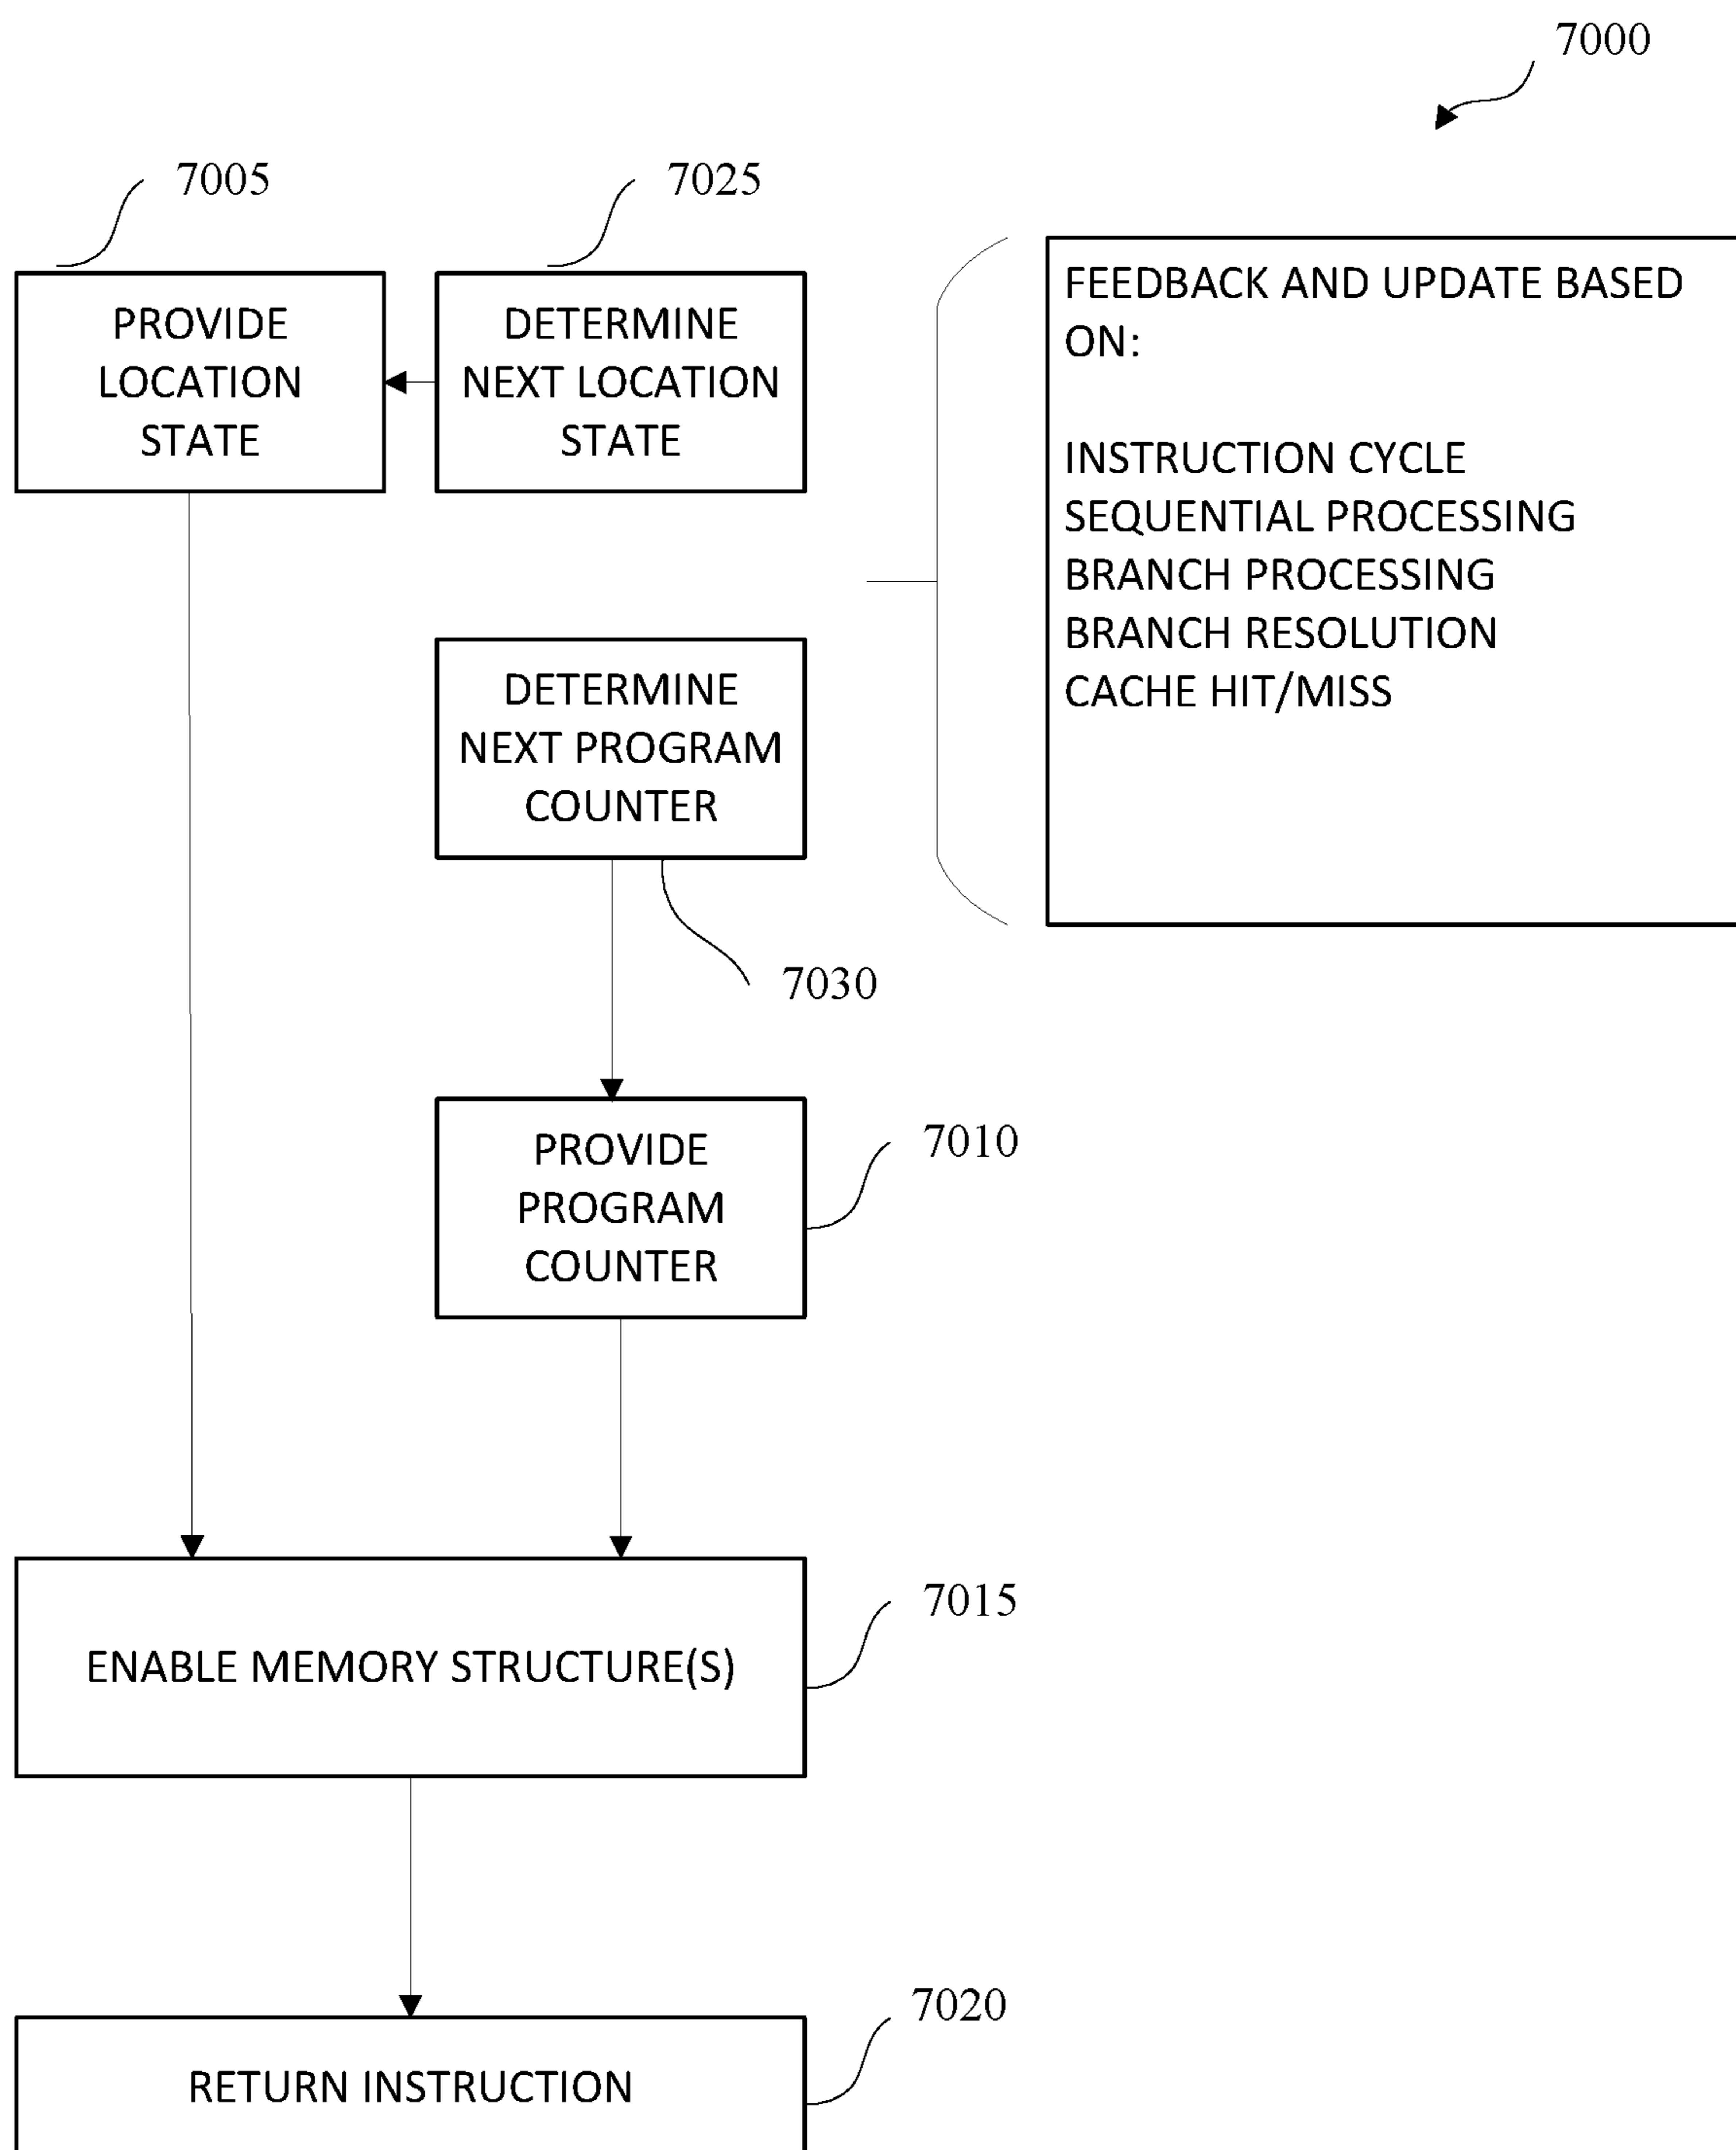 7000
7005
7025
PROVIDE
LOCATION
STATE
DETERMINE
NEXT LOCATION
STATE
FEEDBACK AND UPDATE BASED
ON:
INSTRUCTION CYCLE
SEQUENTIAL PROCESSING
BRANCH PROCESSING
BRANCH RESOLUTION
CACHE HIT/MISS
DETERMINE
NEXT PROGRAM
COUNTER
7030
PROVIDE
PROGRAM
COUNTER
7010
ENABLE MEMORY STRUCTURE(S)
7015
RETURN INSTRUCTION
7020